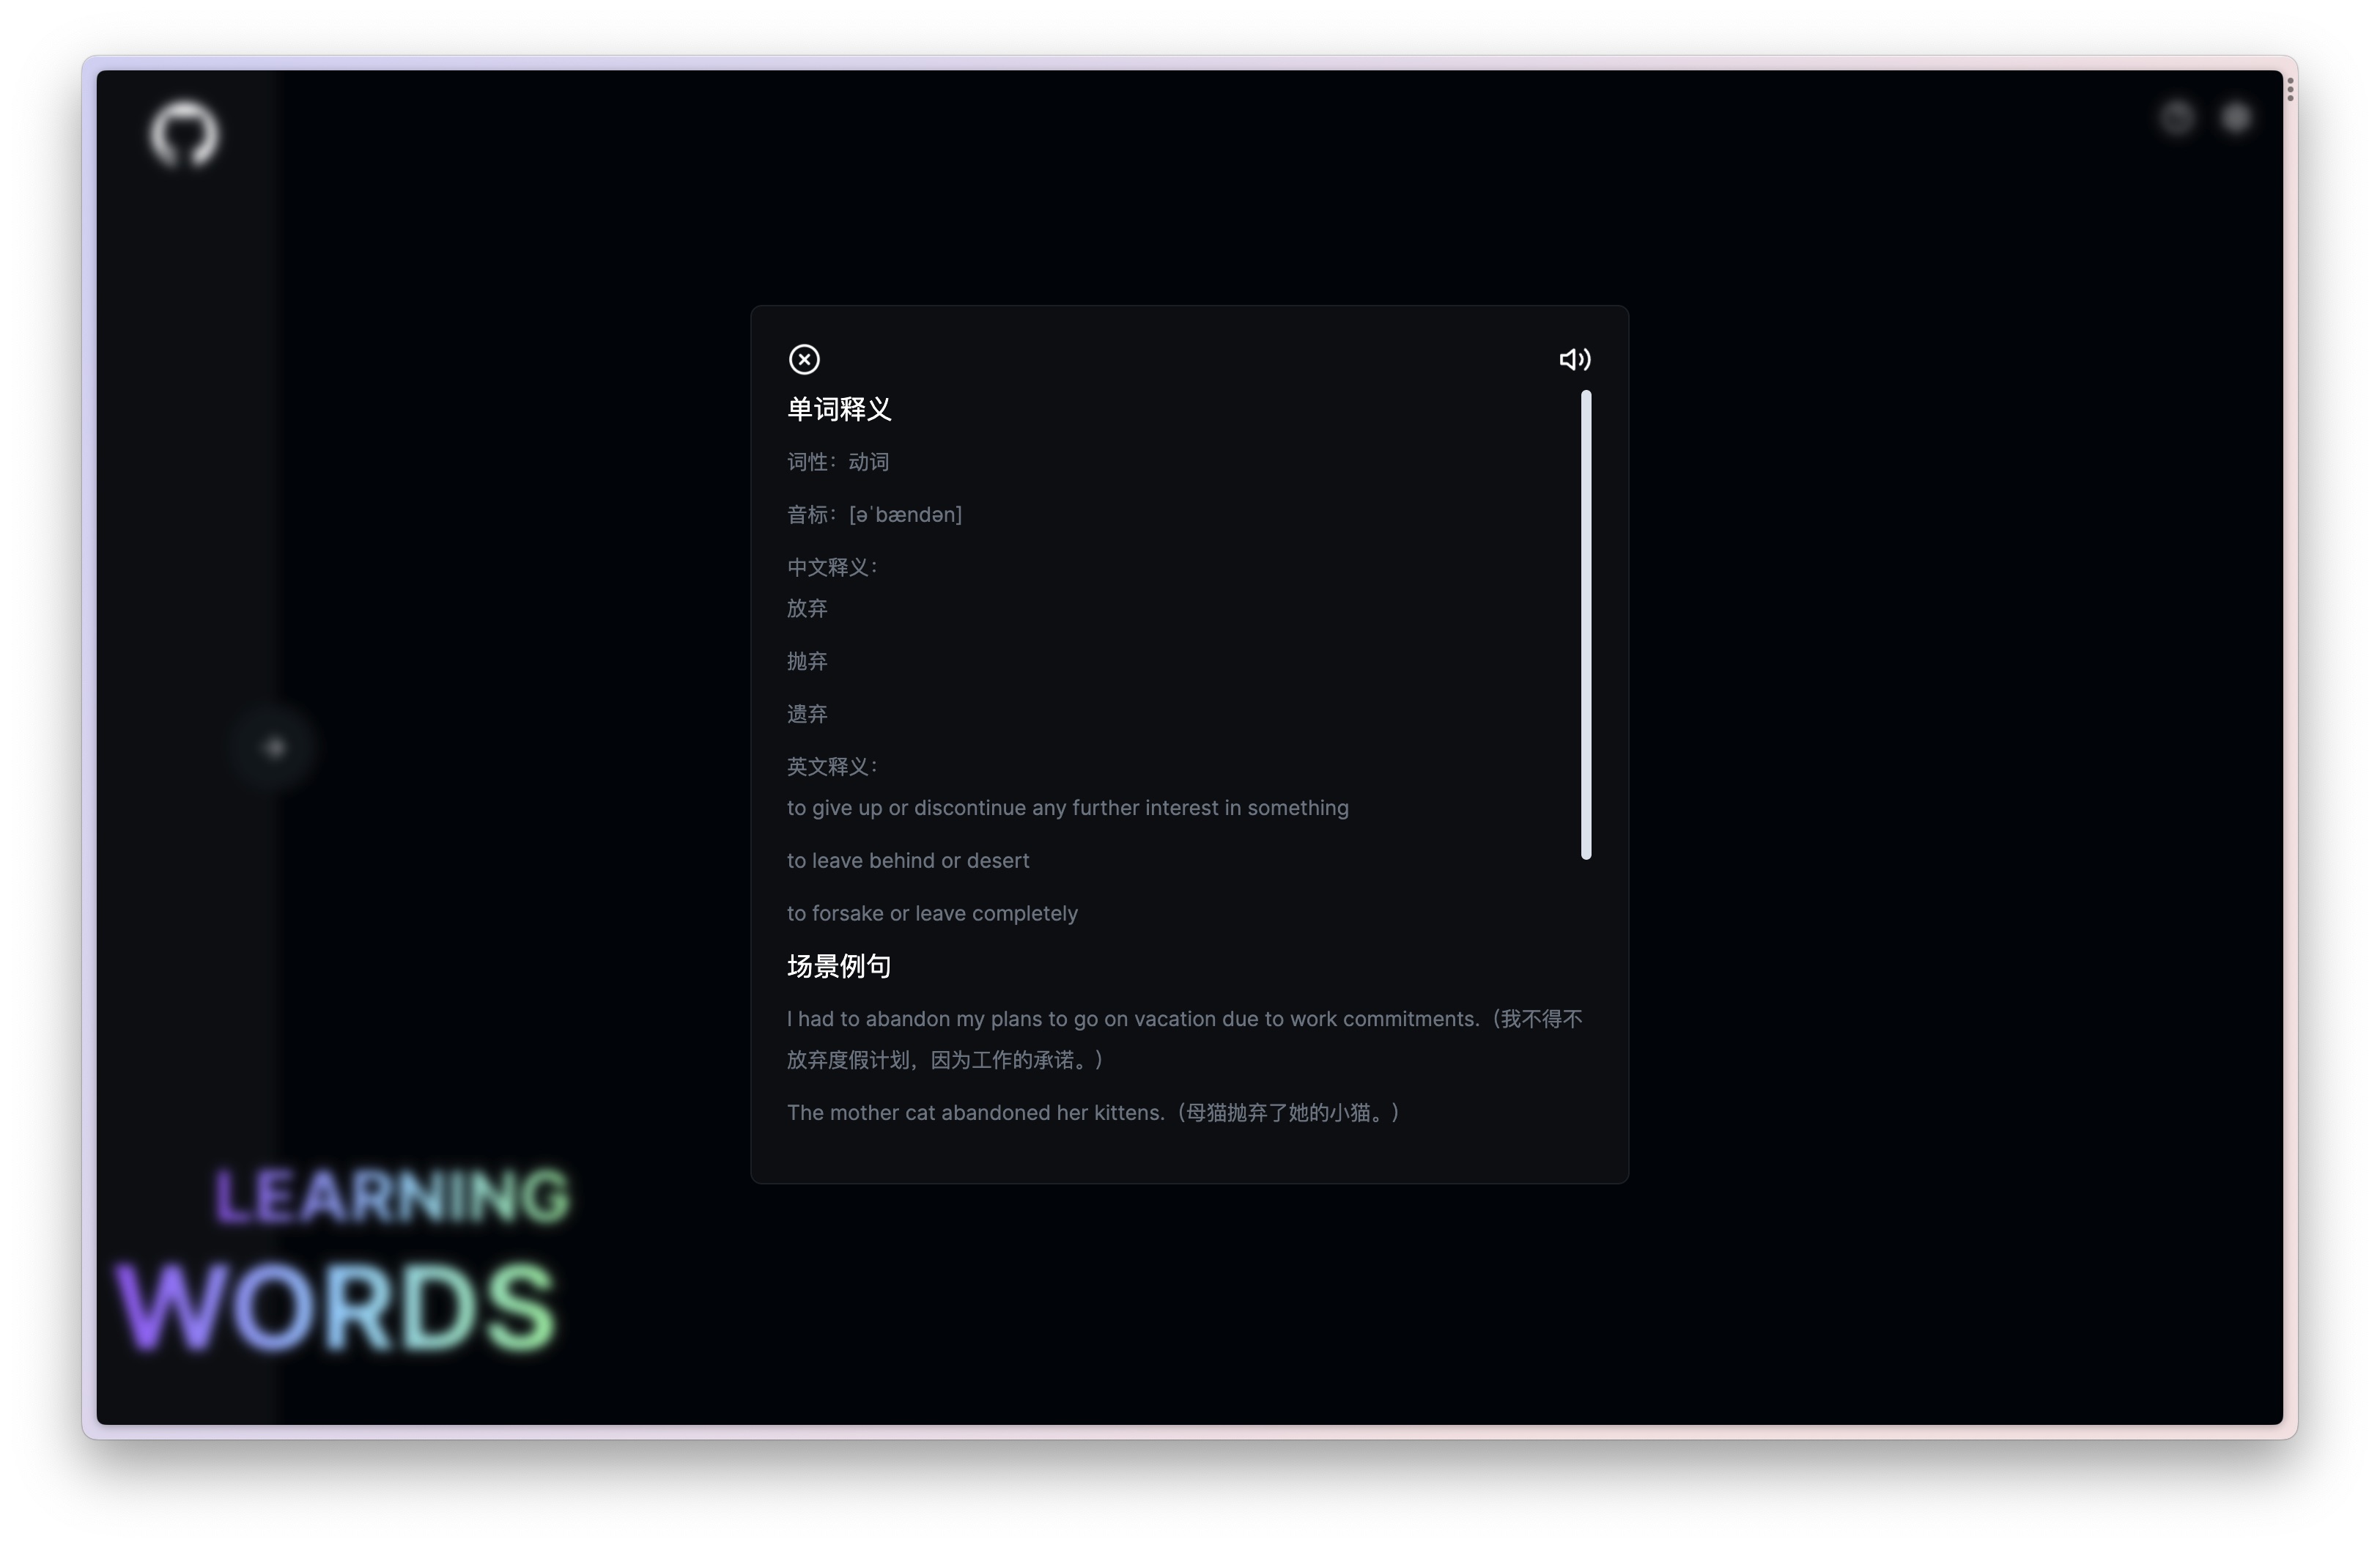 单词释义
词性：动词
音标：[əˈbændən]
中文释义：
放弃
抛弃
遗弃
英文释义：
to give up or discontinue any further interest in something
to leave behind or desert
to forsake or leave completely
场景例句
I had to abandon my plans to go on vacation due to work commitments.（我不得不
放弃度假计划，因为工作的承诺。）
The mother cat abandoned her kittens.（母猫抛弃了她的小猫。）
LEARNING
WORDS